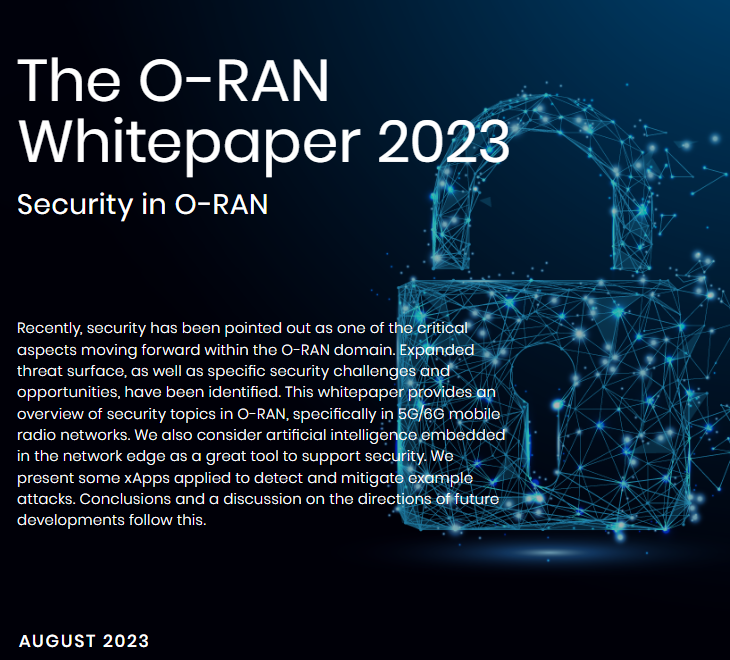 The O-RAN
Whitepaper 2023
Security in O-RAN
Recently, security has been pointed out as one of the critical
aspects moving forward within the O-RAN domain. Expanded
threat surface, as well as specific security challenges and
opportunities, have been identified. This whitepaper provides an
overview of security topics in O-RAN, specifically in 5G/6G mobile
radio networks. We also consider artificial intelligence embedded
in the network edge as a great tool to support security. We
present some xApps applied to detect and mitigate example
attacks. Conclusions and a discussion on the directions of future
developments follow this.
AUGUST 2023